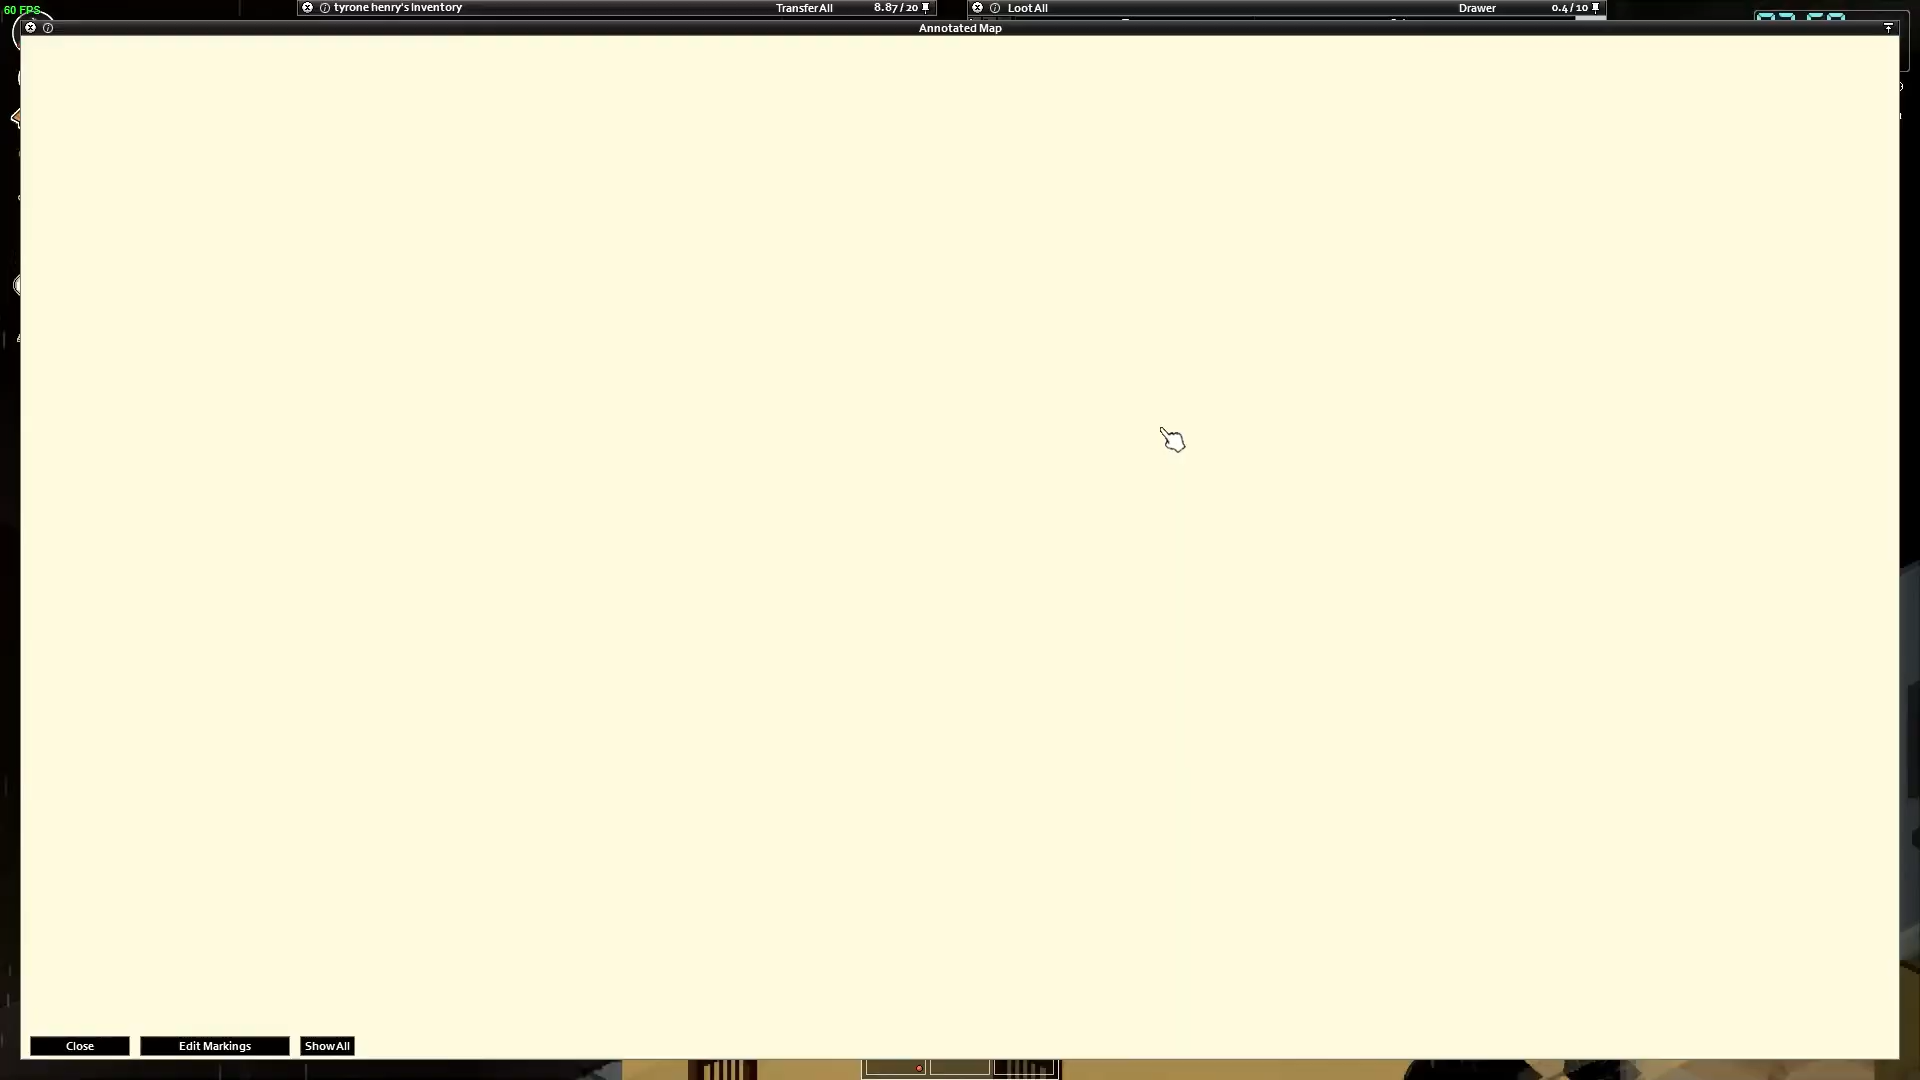 60 FPS
tyrone henry's Inventory
Transfer All
8.87 / 20
Loot All
Drawer
0.4 / 10
Annotated Map
Close
Edit Markings
Show All